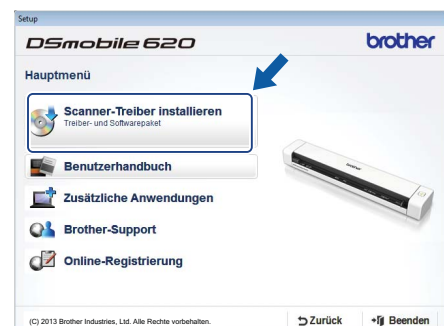 Setup
DSmobile 620
brother
Hauptmenü
Scanner-Treiber installieren
Treiber- und Softwarepaket
Benutzerhandbuch
Zusätzliche Anwendungen
Brother-Support
Online-Registrierung
(C) 2013 Brother Industries, Ltd. Alle Rechte vorbehalten.
Zurück
Beenden